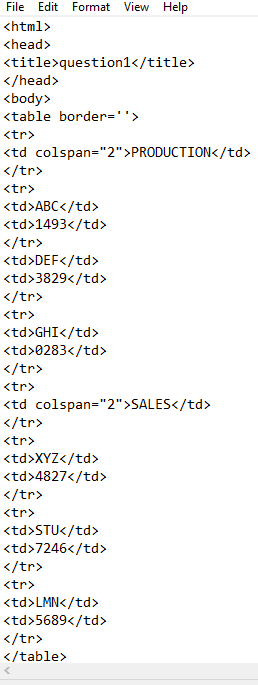 File Edit Format View Help
<html>
<head>
<title>question1</title>
</head>
<body>
<table border=''>
<tr>
<td colspan="2">PRODUCTION</td>
</tr>
<tr>
<td>ABC</td>
<td>1493</td>
</tr>
<td>DEF</td>
<td>3829</td>
</tr>
<tr>
<td>GHI</td>
<td>0283</td>
</tr>
<tr>
<td colspan="2">SALES</td>
</tr>
<tr>
<td>XYZ</td>
<td>4827</td>
</tr>
<tr>
<td>STU</td>
<td>7246</td>
</tr>
<tr>
<td>LMN</td>
<td>5689</td>
</tr>
</table>